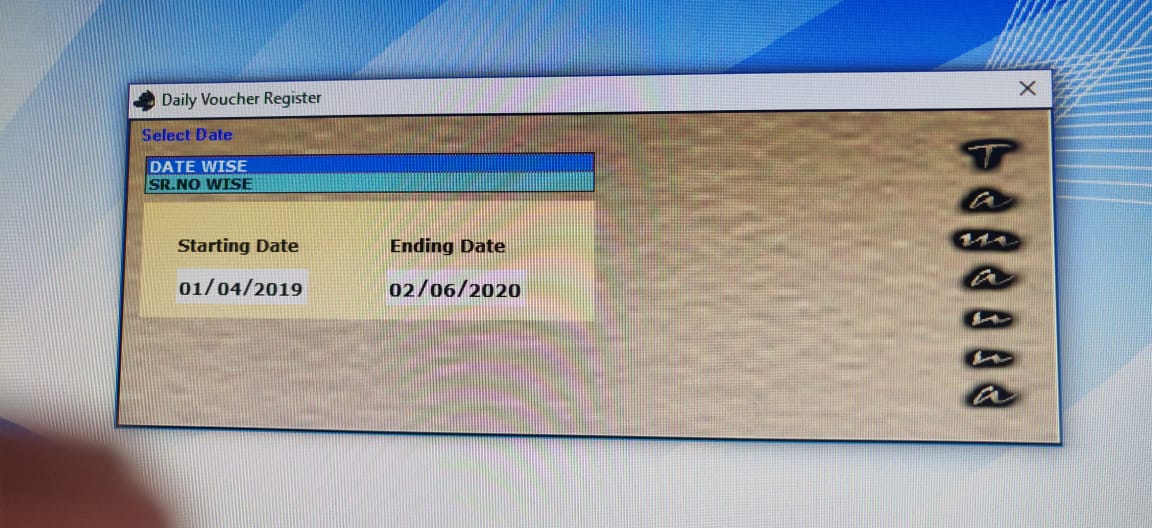 Daily Voucher Register
Select Date
DATE WISE
SR.NO WISE
Starting Date Ending Date
01/04/2019 02/06/2020
T
a
m
a
n
n
a